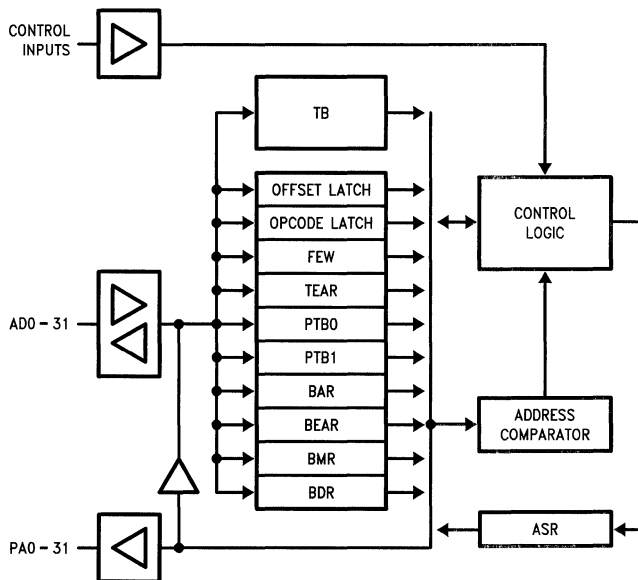 CONTROL
INPUTS
TB
OFFSET LATCH
OPCODE LATCH
FEW
TEAR
PTB0
PTB1
BAR
BEAR
BMR
BDR
CONTROL
LOGIC
AD0-31
ADDRESS
COMPARATOR
ASR
PA0-31